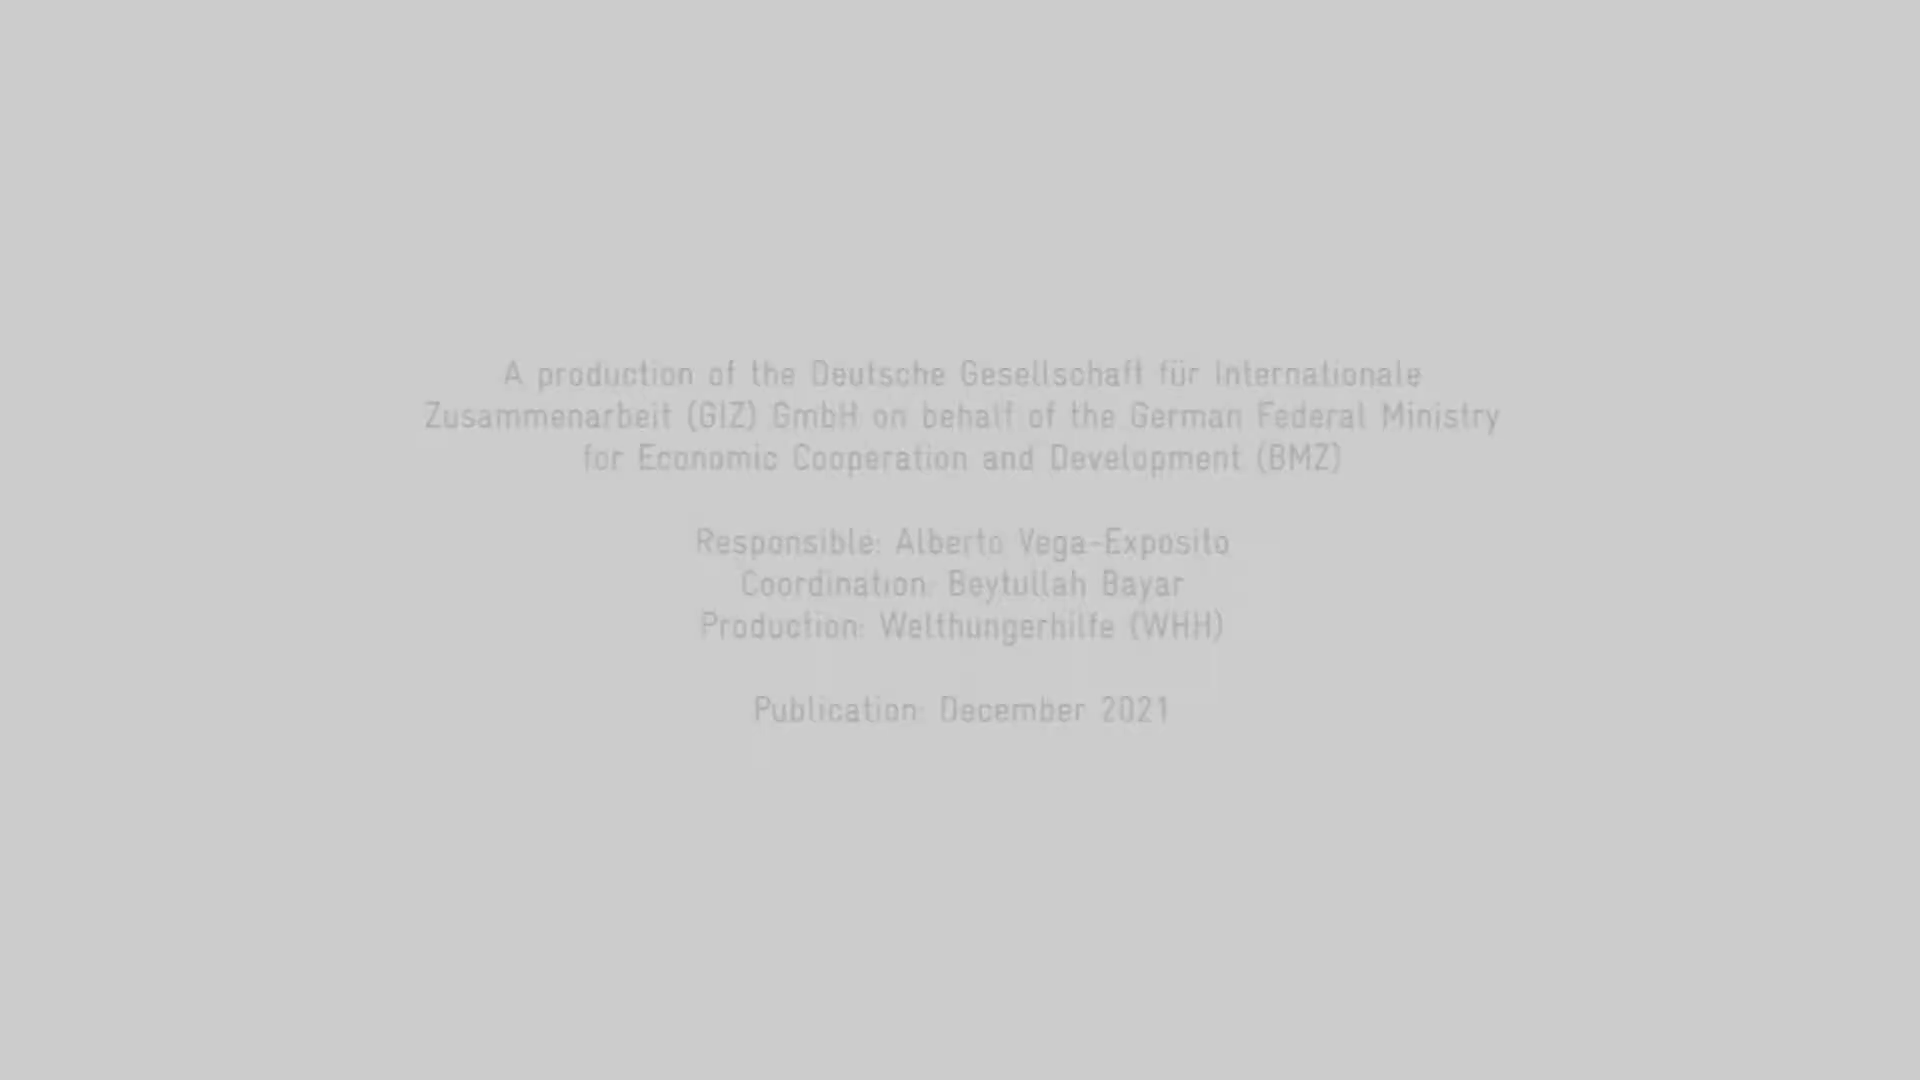 A production of the Deutsche Gesellschaft für Internationale
Zusammenarbeit (GIZ) GmbH on behalf of the German Federal Ministry
for Economic Cooperation and Development (BMZ)
Responsible: Alberto Vega-Exposito
Coordination: Beytullah Bayar
Production: Welthungerhilfe (WHH)
Publication: December 2021